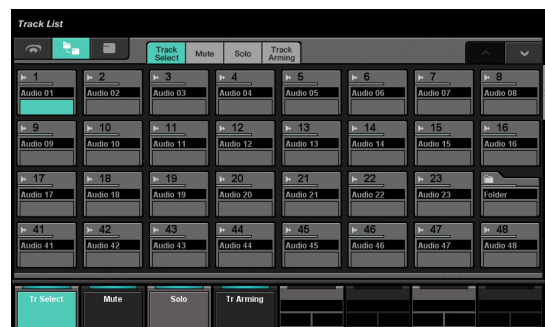 Track List
Track Select Mute Solo Track Arming
1 2 3 4 5 6 7 8
Audio 01 Audio 02 Audio 03 Audio 04 Audio 05 Audio 06 Audio 07 Audio 08
9 10 11 12 13 14 15 16
Audio 09 Audio 10 Audio 11 Audio 12 Audio 13 Audio 14 Audio 15 Audio 16
17 18 19 20 21 22 23
Audio 17 Audio 18 Audio 19 Audio 20 Audio 21 Audio 22 Audio 23 Folder
41 42 43 44 45 46 47 48
Audio 41 Audio 42 Audio 43 Audio 44 Audio 45 Audio 46 Audio 47 Audio 48
Tr Select Mute Solo Tr Arming